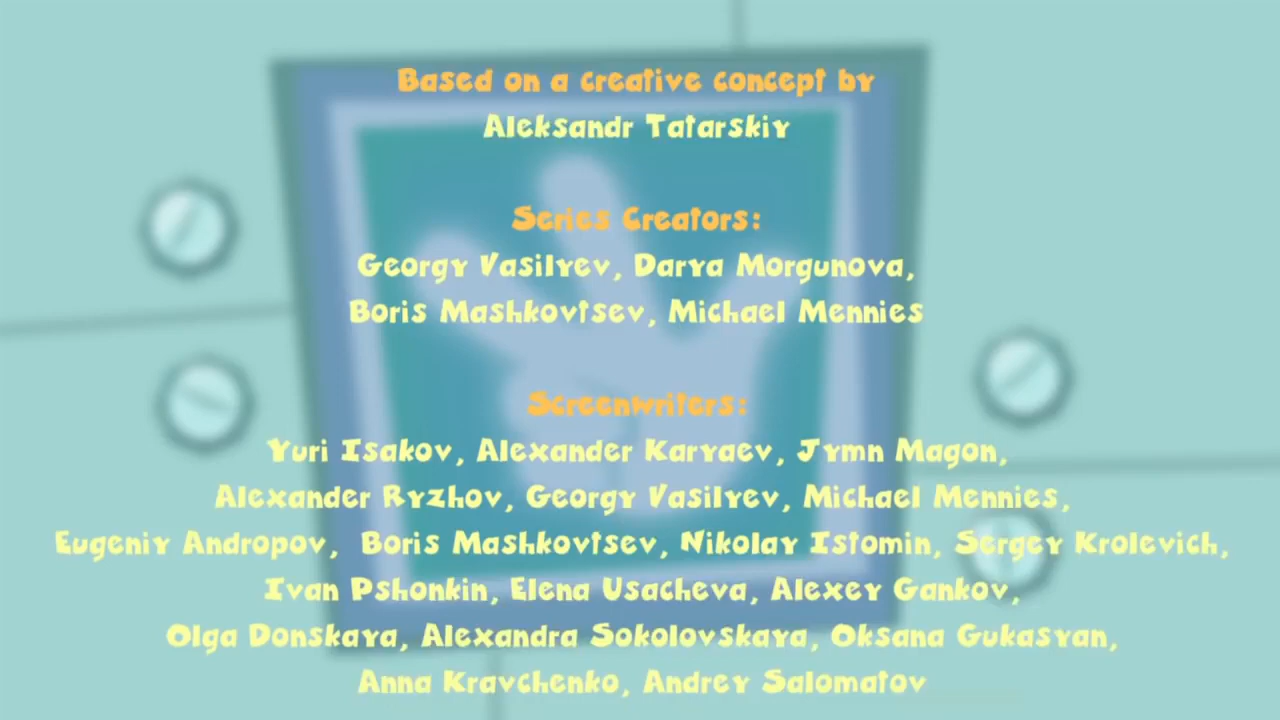 Based on a creative concept by
Aleksandr Tatarskiy
Series Creators:
Georgy Vasilyev, Darya Morgunova,
Boris Mashkovtsev, Michael Mennies
Screenwriters:
Yuri Isakov, Alexander Karyaev, Jymn Magon,
Alexander Ryzhov, Georgy Vasilyev, Michael Mennies,
Eugeniy Andropov, Boris Mashkovtsev, Nikolay Istomin, Sergey Krolevich,
Ivan Pshonkin, Elena Usacheva, Alexey Gankov,
Olga Donskaya, Alexandra Sokolovskaya, Oksana Gukasyan,
Anna Kravchenko, Andrey Salomatov